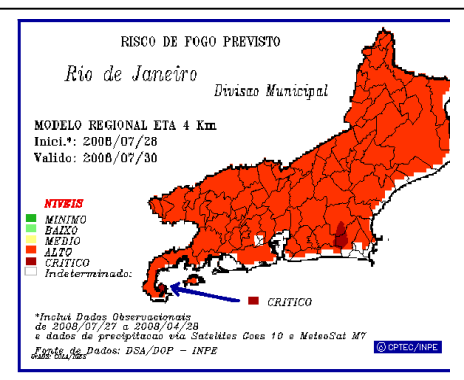 RISCO DE FOGO PREVISTO
Rio de Janeiro
Divisao Municipal
MODELO REGIONAL ETA 4 Km
Inici.*: 2008/07/28
Valido: 2008/07/30
NIVEIS
MINIMO
BAIXO
MEDIO
ALTO
CRITICO
Indeterminado:
CRITICO
*Inclui Dados Observacionais
de 2008/07/27 a 2008/04/28
e dados de precipitacao via Satelites Goes 10 e MeteoSat M7
Fonte de Dados: DSA/DOP - INPE
© CPTEC/INPE